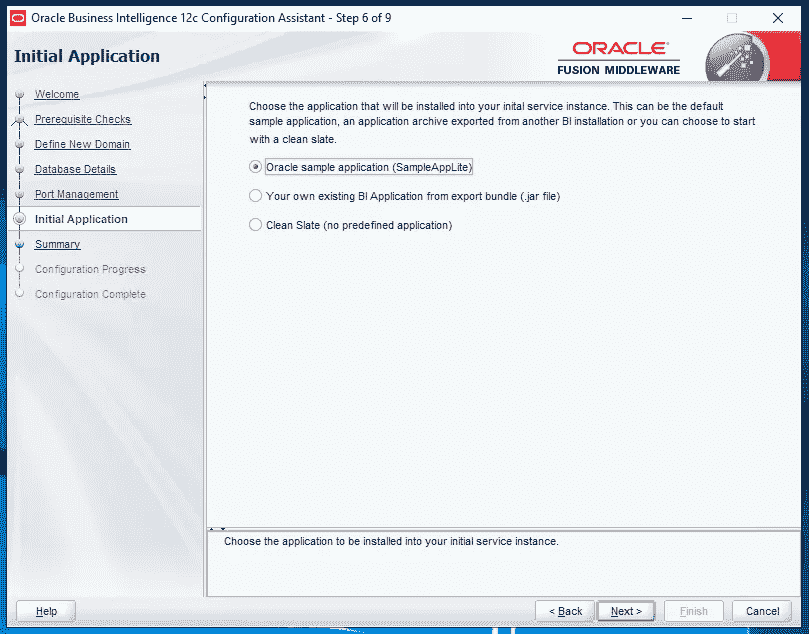 Oracle Business Intelligence 12c Configuration Assistant - Step 6 of 9
Initial Application
ORACLE
FUSION MIDDLEWARE
Welcome
Prerequisite Checks
Define New Domain
Database Details
Port Management
Initial Application
Summary
Configuration Progress
Configuration Complete
Choose the application that will be installed into your inital service instance. This can be the default
sample application, an application archive exported from another BI installation or you can choose to start
with a clean slate.
Oracle sample application (SampleAppLite)
Your own existing BI Application from export bundle (.jar file)
Clean Slate (no predefined application)
Choose the application to be installed into your initial service instance.
Help
< Back
Next >
Finish
Cancel